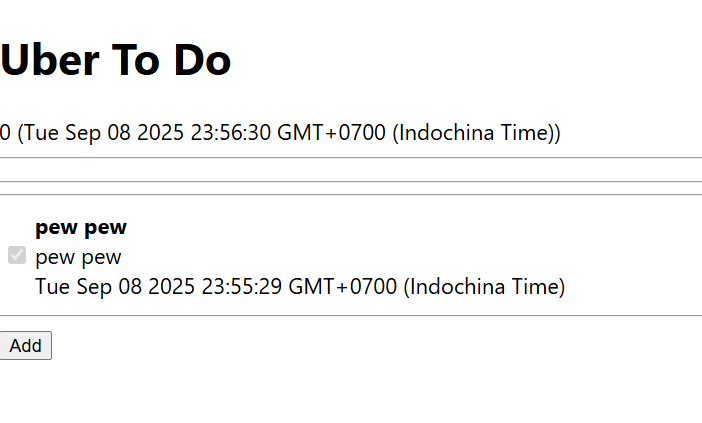 Uber To Do
0 (Tue Sep 08 2025 23:56:30 GMT+0700 (Indochina Time))
pew pew
pew pew
Tue Sep 08 2025 23:55:29 GMT+0700 (Indochina Time)
Add